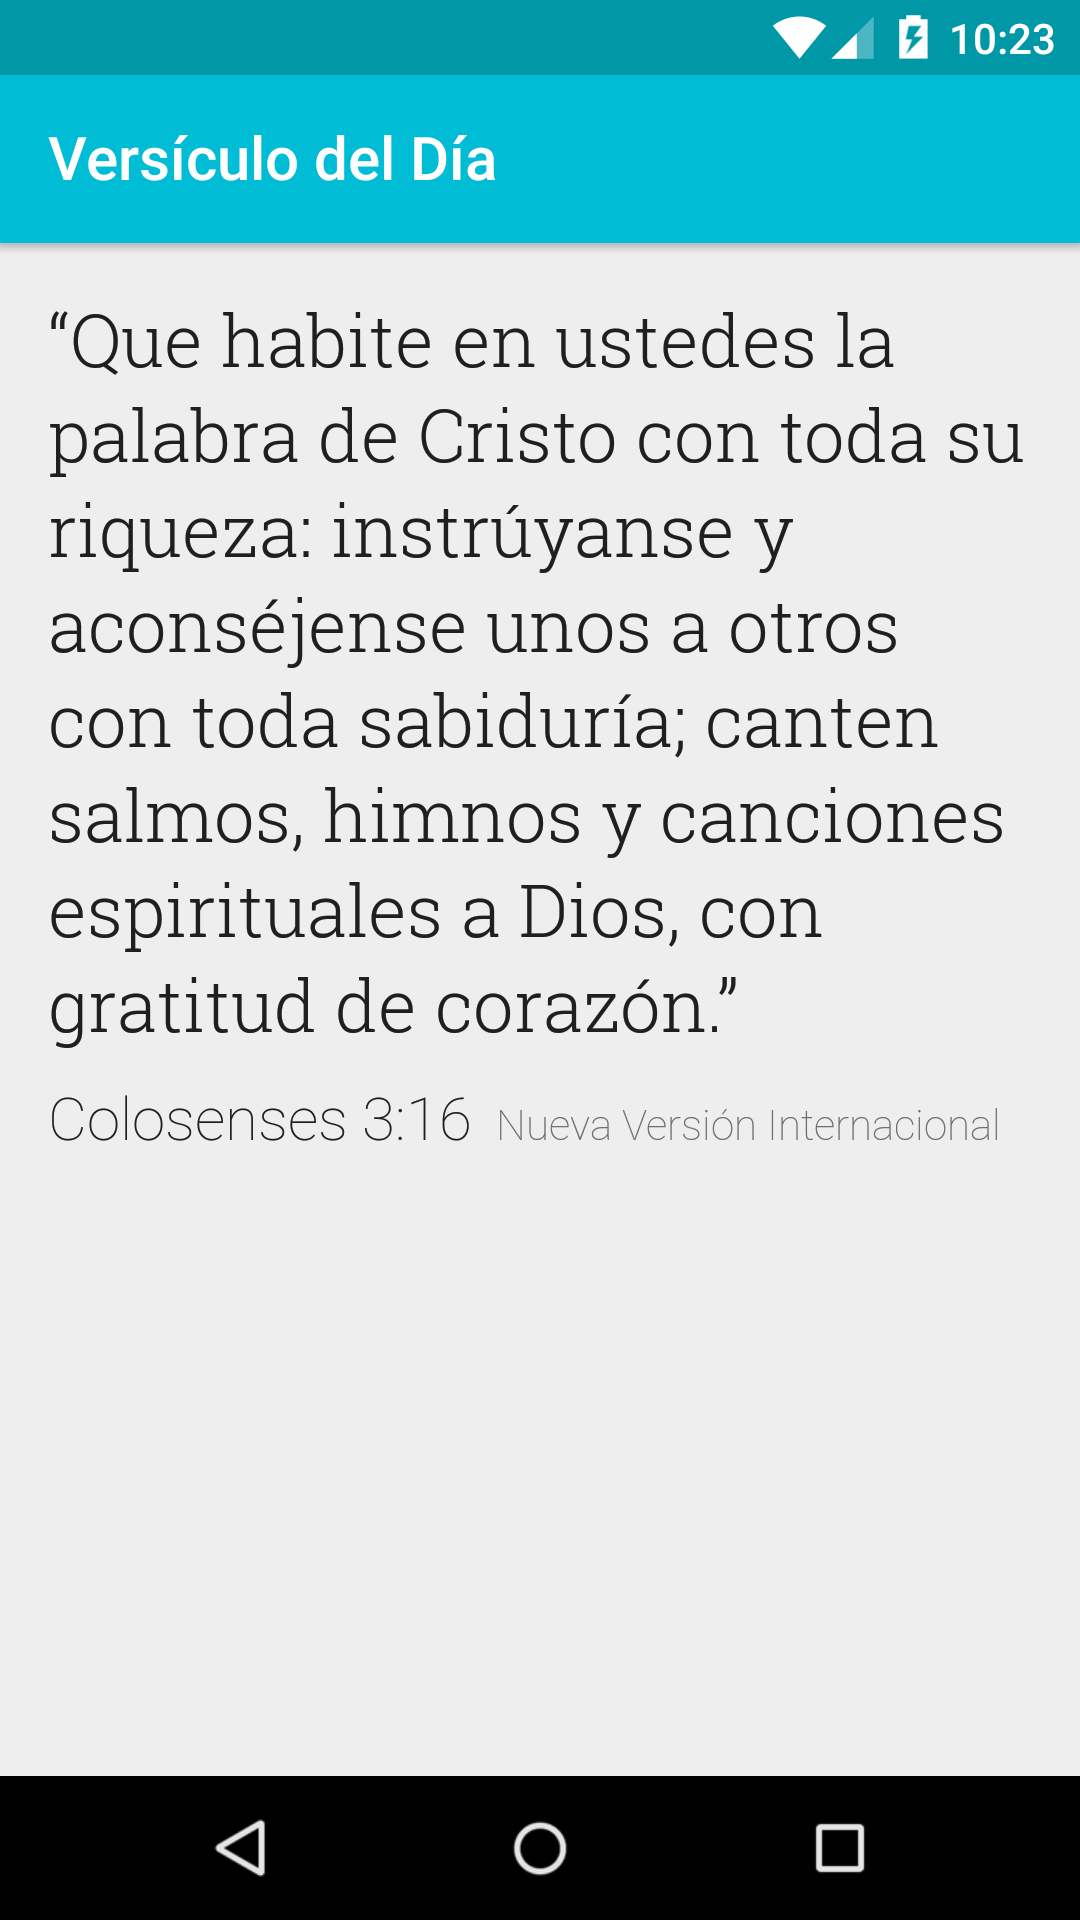 10:23
Versículo del Día
“Que habite en ustedes la
palabra de Cristo con toda su
riqueza: instrúyanse y
aconséjense unos a otros
con toda sabiduría; canten
salmos, himnos y canciones
espirituales a Dios, con
gratitud de corazón.”
Colosenses 3:16 Nueva Versión Internacional